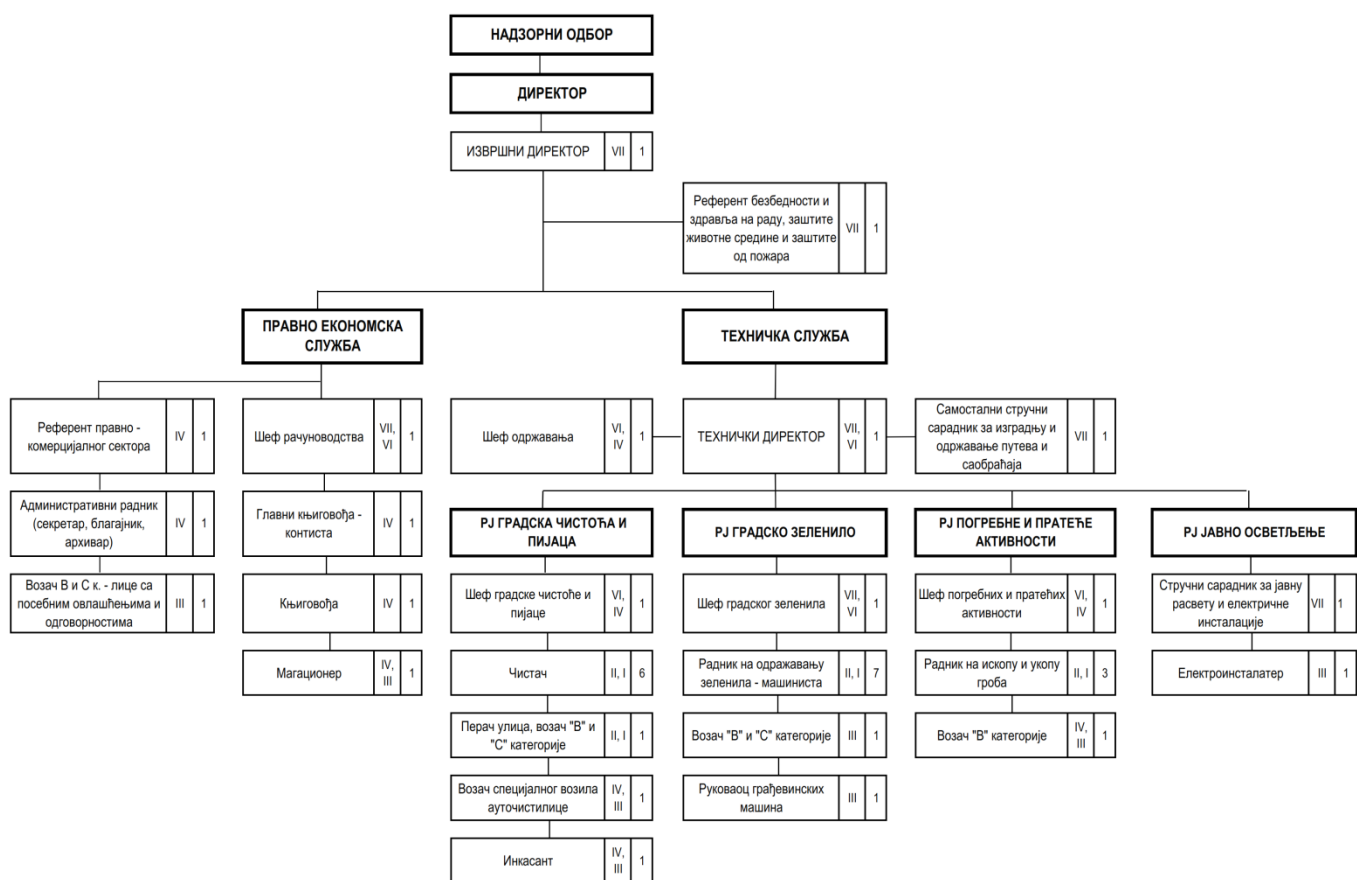 НАДЗОРНИ ОДБОР
ДИРЕКТОР
ИЗВРШНИ ДИРЕКТОР VII 1
Референт безбедности и
здравља на раду, заштите
животне средине и заштите
од пожара
VII 1
ПРАВНО ЕКОНОМСКА
СЛУЖБА
ТЕХНИЧКА СЛУЖБА
Референт правно -
комерцијалног сектора
IV 1
Шеф рачуноводства
VII,
VI
1
Шеф одржавања
VI,
IV
1
ТЕХНИЧКИ ДИРЕКТОР
VII,
VI
1
Самостални стручни
сарадник за изградњу и
одржавање путева и
саобраћаја
VII 1
Административни радник
(секретар, благајник,
архивар)
IV 1
Главни књиговођа -
контиста
IV 1
РЈ ГРАДСКА ЧИСТОЋА И
ПИЈАЦА
РЈ ГРАДСКО ЗЕЛЕНИЛО
РЈ ПОГРЕБНЕ И ПРАТЕЋЕ
АКТИВНОСТИ
РЈ ЈАВНО ОСВЕТЉЕЊЕ
Возач B и C к. - лице са
посебним овлашћењима и
одговорностима
III 1
Књиговођа IV 1
Шеф градске чистоће и
пијаце
VI,
IV
1
Шеф градског зеленила
VII,
VI
1
Шеф погребних и пратећих
активности
VI,
IV
1
Стручни сарадник за јавну
расвету и електричне
инсталације
VII 1
Магационер
IV,
III
1
Чистач II, I 6
Радник на одражавању
зеленила - машиниста
II, I 7
Радник на ископу и укопу
гроба
II, I 3
Електроинсталатер III 1
Перач улица, возач "B" и
"C" категорије
II, I 1
Возач "B" и "C" категорије III 1
Возач "B" категорије
IV,
III
1
Возач специјалног возила
ауточистилице
IV,
III
1
Руковаоц грађевинских
машина
III 1
Инкасант
IV,
III
1